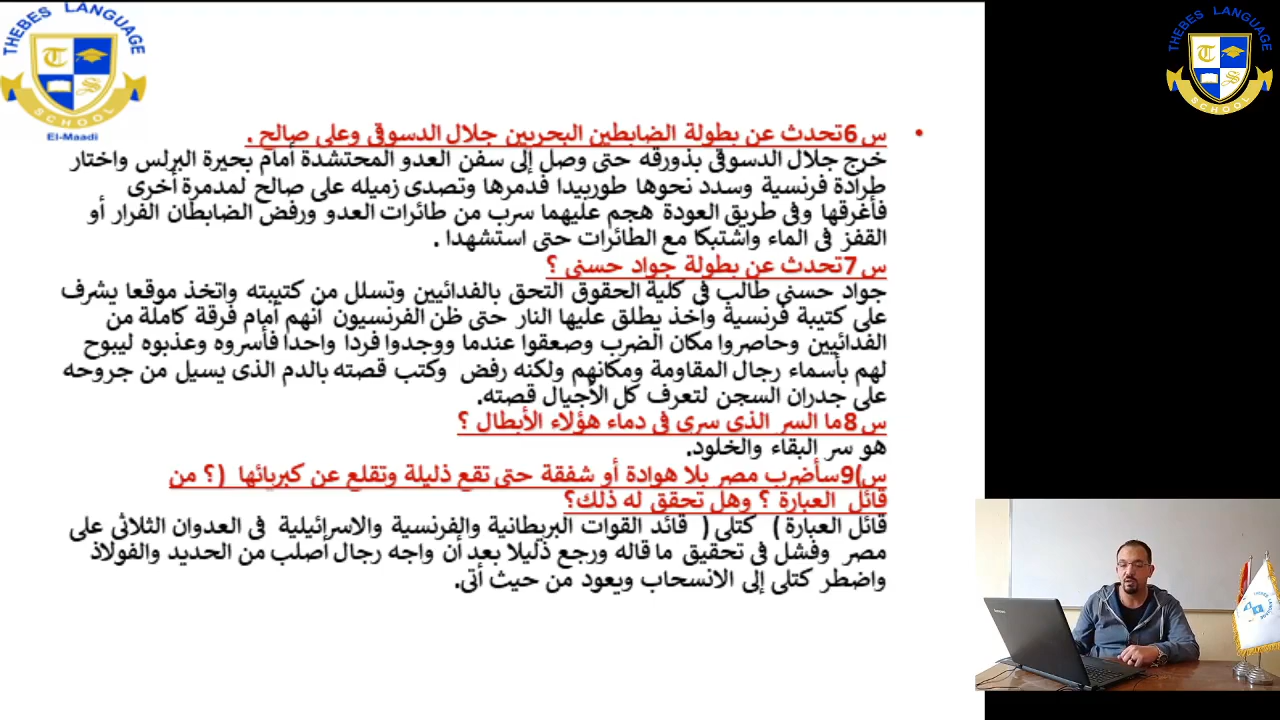 THEBES LANGUAGE
SCHOOL
El-Maadi
THEBES LANGUAGE
SCHOOL
س6تحدث عن بطولة الضابطين البحريين جلال الدسوقى وعلى صالح .
خرج جلال الدسوقى بذورقه حتى وصل إلى سفن العدو المحتشدة أمام بحيرة البرلس واختار
طرادة فرنسية وسدد نحوها طوربيدا فدمرها وتصدى زميله على صالح لمدمرة أخرى
فأغرقها وفى طريق العودة هجم عليهما سرب من طائرات العدو ورفض الضابطان الفرار أو
القفز فى الماء واشتبكا مع الطائرات حتى استشهدا .
س7تحدث عن بطولة جواد حسنى ؟
جواد حسنى طالب فى كلية الحقوق التحق بالفدائيين وتسلل من كتيبته واتخذ موقعا يشرف
على كتيبة فرنسية وأخذ يطلق عليها النار حتى ظن الفرنسيون أنهم أمام فرقة كاملة من
الفدائيين وحاصروا مكان الضرب وصعقوا عندما ووجدوا فردا واحدا فأسروه وعذبوه ليبوح
لهم بأسماء رجال المقاومة ومكانهم ولكنه رفض وكتب قصته بالدم الذى يسيل من جروحه
على جدران السجن لتعرف كل الأجيال قصته.
س8ما السر الذى سرى فى دماء هؤلاء الأبطال ؟
هو سر البقاء والخلود.
س9(سأضرب مصر بلا هوادة أو شفقة حتى تقع ذليلة وتقلع عن كبريائها )؟ من
قائل العبارة ؟ وهل تحقق له ذلك؟
قائل العبارة ( كتلى ) قائد القوات البريطانية والفرنسية والاسرائيلية فى العدوان الثلاثى على
مصر وفشل فى تحقيق ما قاله ورجع ذليلا بعد أن واجه رجال أصلب من الحديد والفولاذ
واضطر كتلى إلى الانسحاب ويعود من حيث أتى.